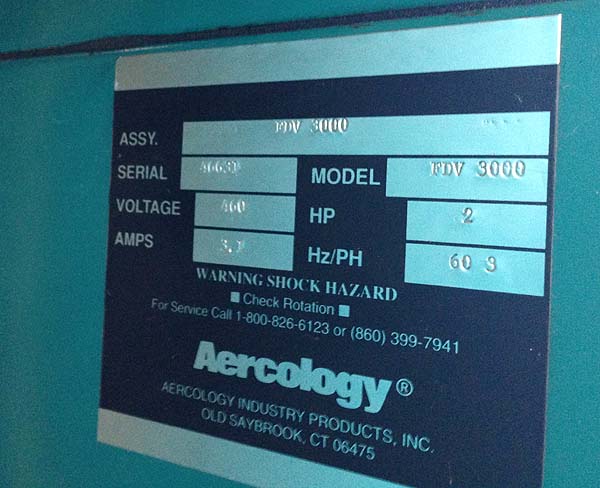 ASSY. FDV 3000
SERIAL MODEL FDV 3000
VOLTAGE 460 HP 2
AMPS Hz/PH 60 3
WARNING SHOCK HAZARD
Check Rotation
For Service Call 1-800-826-6123 or (860) 399-7941
Aercology®
AERCOLOGY INDUSTRY PRODUCTS, INC.
OLD SAYBROOK, CT 06475